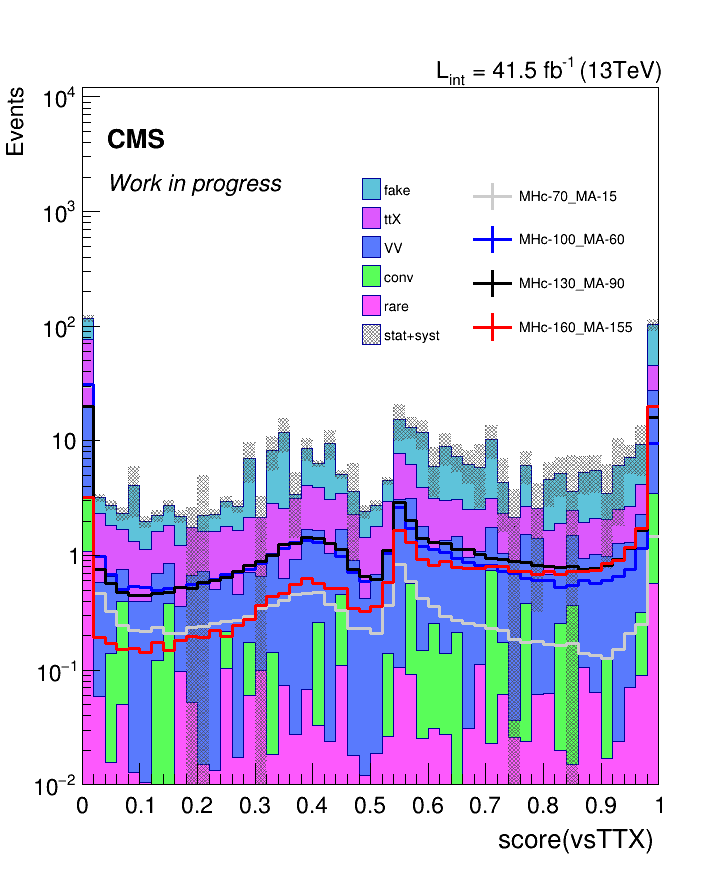 L_int = 41.5 fb^-1 (13TeV)
Events
10^4
CMS
Work in progress
fake
MHc-70_MA-15
ttX
10^3
VV
MHc-100_MA-60
conv
MHc-130_MA-90
rare
10^2
stat+syst
MHc-160_MA-155
10
1
10^−1
10^−2
0 0.1 0.2 0.3 0.4 0.5 0.6 0.7 0.8 0.9 1
score(vsTTX)